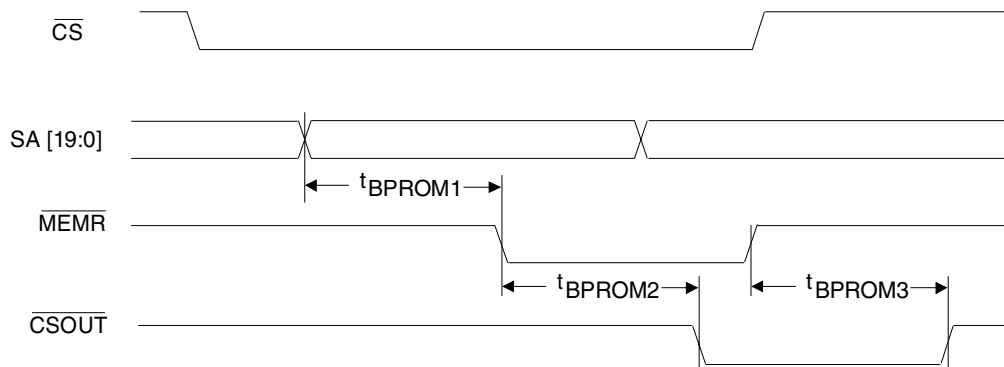 CS
SA [19:0]
tBPROM1
MEMR
tBPROM2
tBPROM3
CSOUT